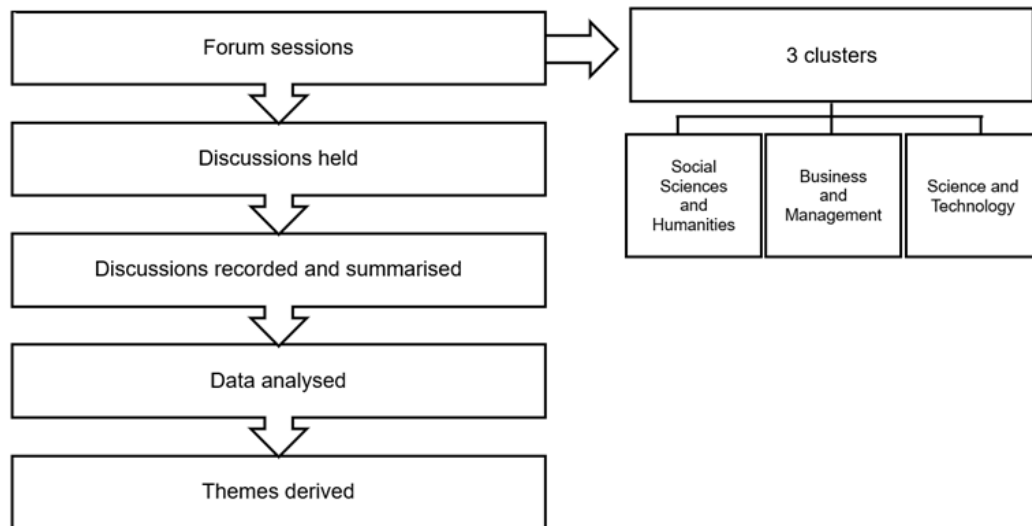 Forum sessions
3 clusters
Discussions held
Social
Sciences
and
Humanities
Business
and
Management
Science and
Technology
Discussions recorded and summarised
Data analysed
Themes derived